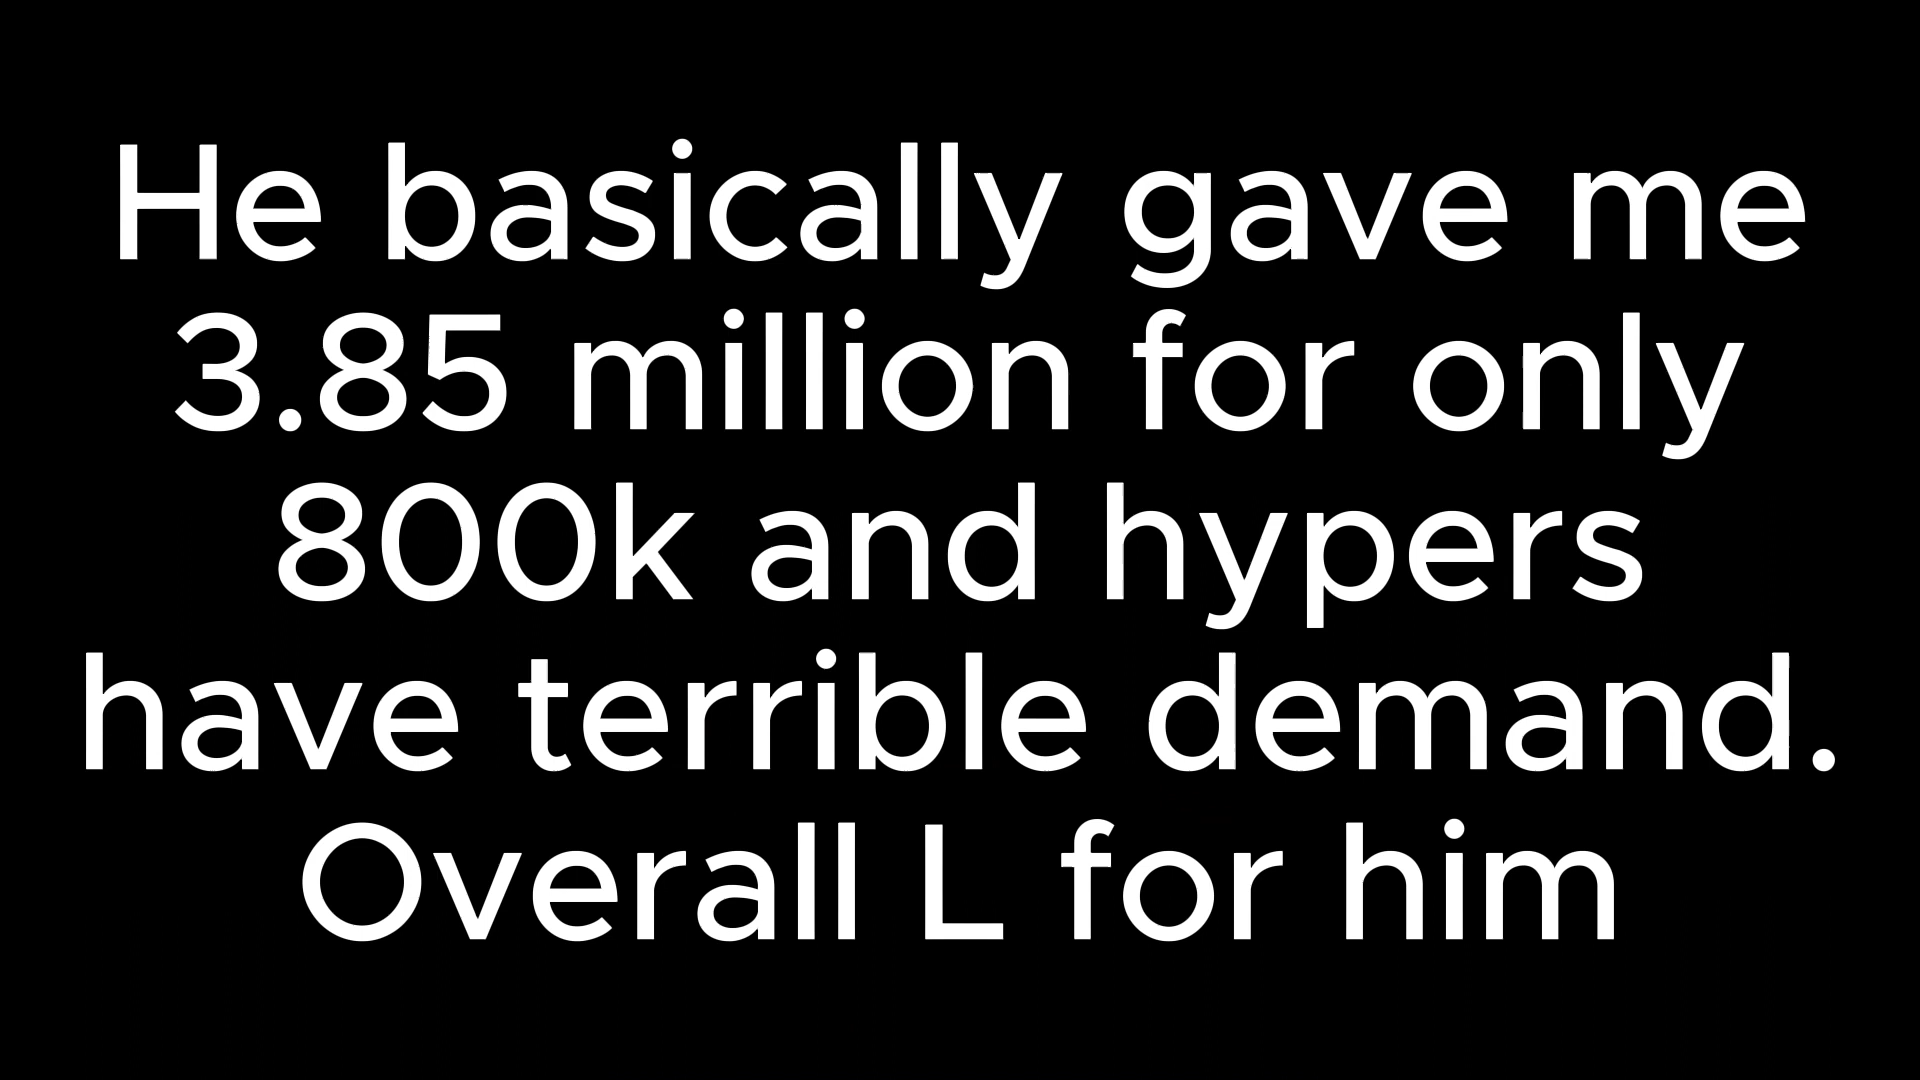 He basically gave me
3.85 million for only
800k and hypers
have terrible demand.
Overall L for him